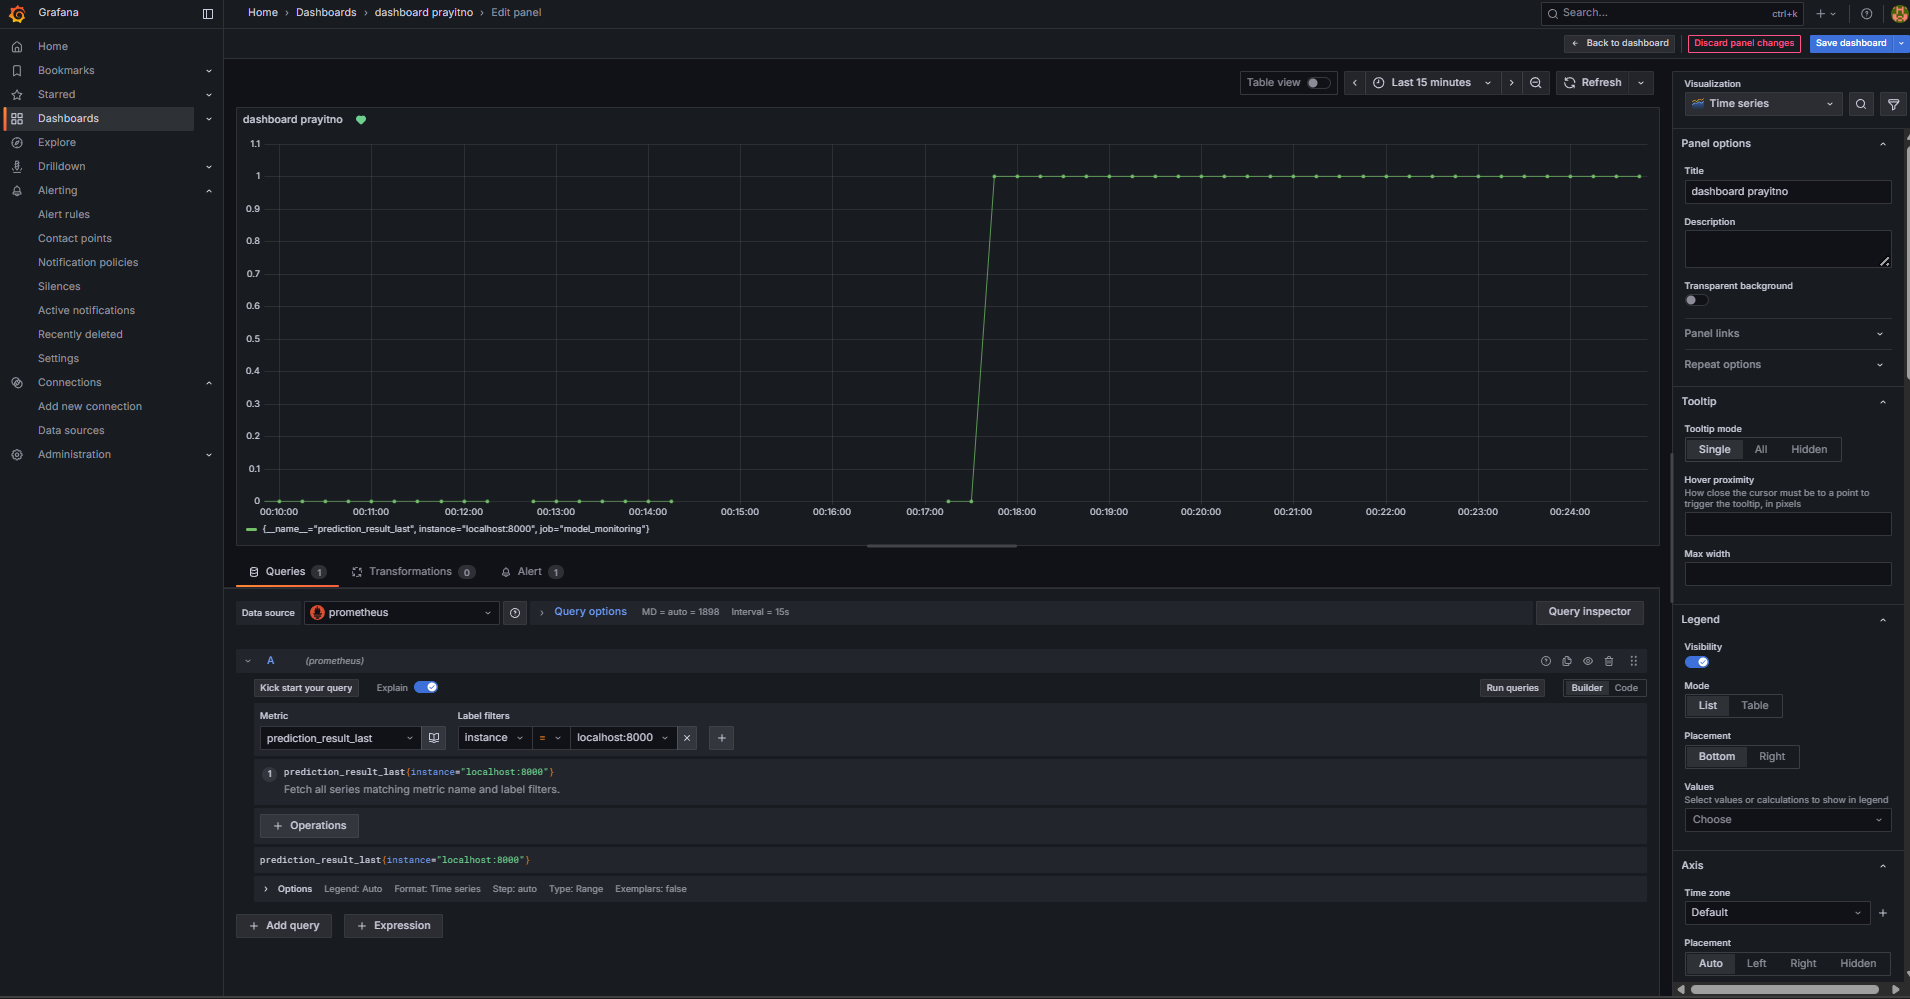 Grafana
Home › Dashboards › dashboard prayitno › Edit panel
Search... ctrl+k
Back to dashboard
Discard panel changes
Save dashboard
Home
Bookmarks
Starred
Dashboards
Explore
Drilldown
Alerting
Alert rules
Contact points
Notification policies
Silences
Active notifications
Recently deleted
Settings
Connections
Add new connection
Data sources
Administration
Table view
Last 15 minutes
Refresh
dashboard prayitno
1.1
1
0.9
0.8
0.7
0.6
0.5
0.4
0.3
0.2
0.1
0
00:10:00 00:11:00 00:12:00 00:13:00 00:14:00 00:15:00 00:16:00 00:17:00 00:18:00 00:19:00 00:20:00 00:21:00 00:22:00 00:23:00 00:24:00
{__name__="prediction_result_last", instance="localhost:8000", job="model_monitoring"}
Queries 1 Transformations 0 Alert 1
Data source prometheus Query options MD = auto = 1898 Interval = 15s Query inspector
A (prometheus)
Kick start your query Explain Run queries Builder Code
Metric Label filters
prediction_result_last instance = localhost:8000
1 prediction_result_last{instance="localhost:8000"}
Fetch all series matching metric name and label filters.
+ Operations
prediction_result_last{instance="localhost:8000"}
Options Legend: Auto Format: Time series Step: auto Type: Range Exemplars: false
+ Add query + Expression
Visualization
Time series
Panel options
Title
dashboard prayitno
Description
Transparent background
Panel links
Repeat options
Tooltip
Tooltip mode
Single All Hidden
Hover proximity
How close the cursor must be to a point to
trigger the tooltip, in pixels
Max width
Legend
Visibility
Mode
List Table
Placement
Bottom Right
Values
Select values or calculations to show in legend
Choose
Axis
Time zone
Default
Placement
Auto Left Right Hidden